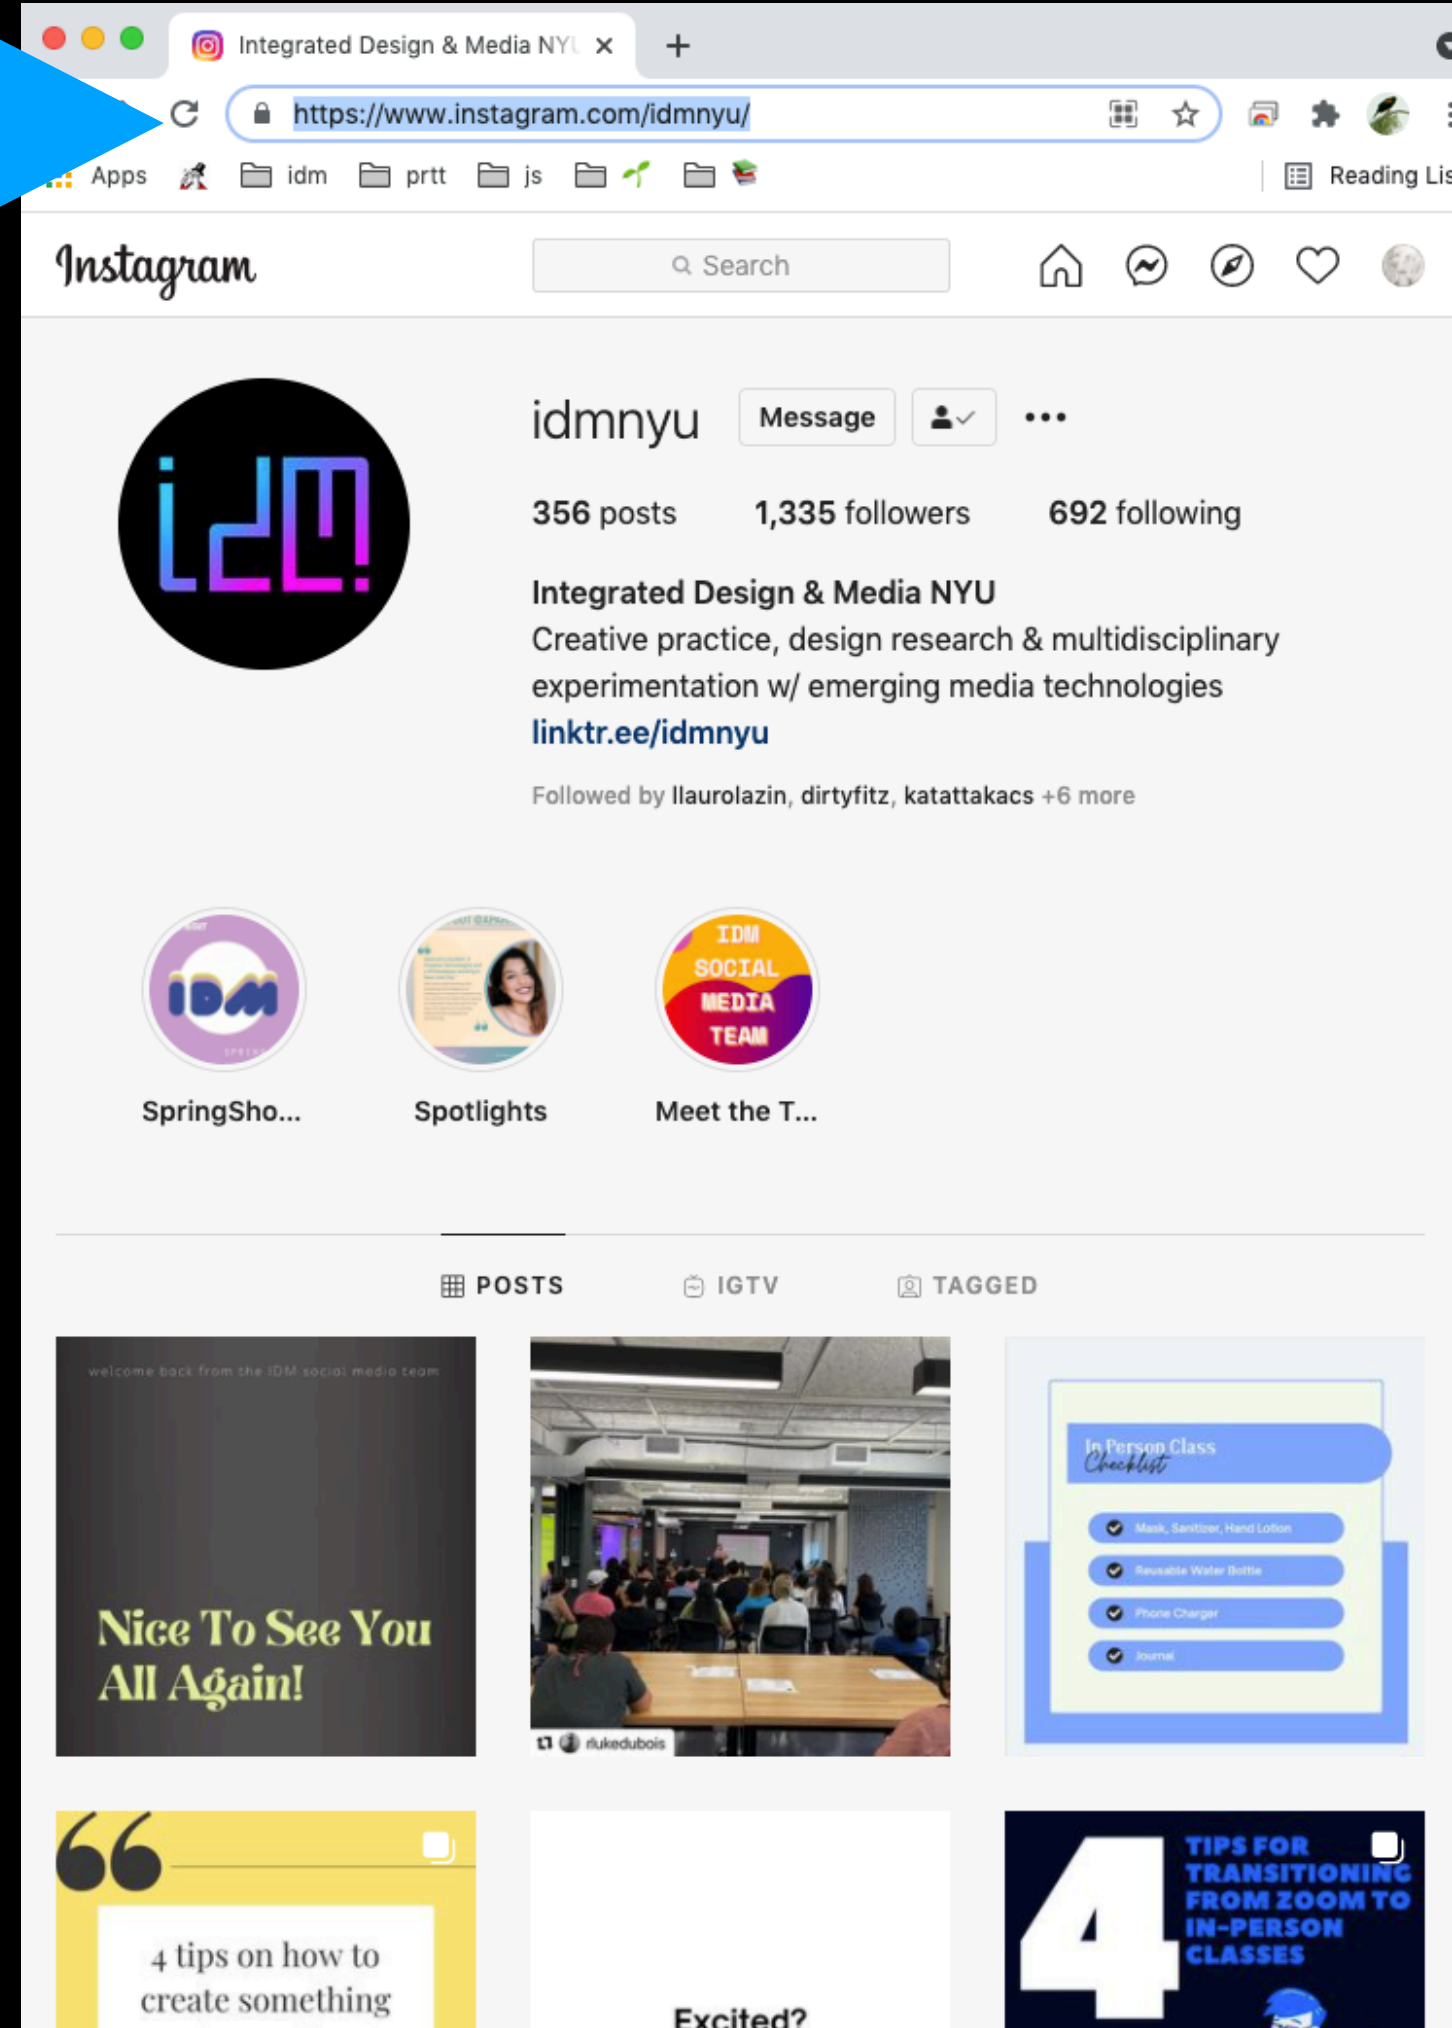 Integrated Design & Media NYU
https://www.instagram.com/idmnyu/
Apps idm prtt js
Reading Lis
Instagram
Search
idm
idmnyu Message
356 posts 1,335 followers 692 following
Integrated Design & Media NYU
Creative practice, design research & multidisciplinary
experimentation w/ emerging media technologies
linktr.ee/idmnyu
Followed by llaurolazin, dirtyfitz, katattakacs +6 more
IDM
IDM
SOCIAL
MEDIA
TEAM
SpringSho... Spotlights Meet the T...
POSTS IGTV TAGGED
welcome back from the IDM social media team
Nice To See You
All Again!
rlukedubois
In Person Class
Checklist
Mask, Sanitizer, Hand Lotion
Reusable Water Bottle
Phone Charger
Journal
4 tips on how to
create something
Excited?
4
TIPS FOR
TRANSITIONING
FROM ZOOM TO
IN-PERSON
CLASSES